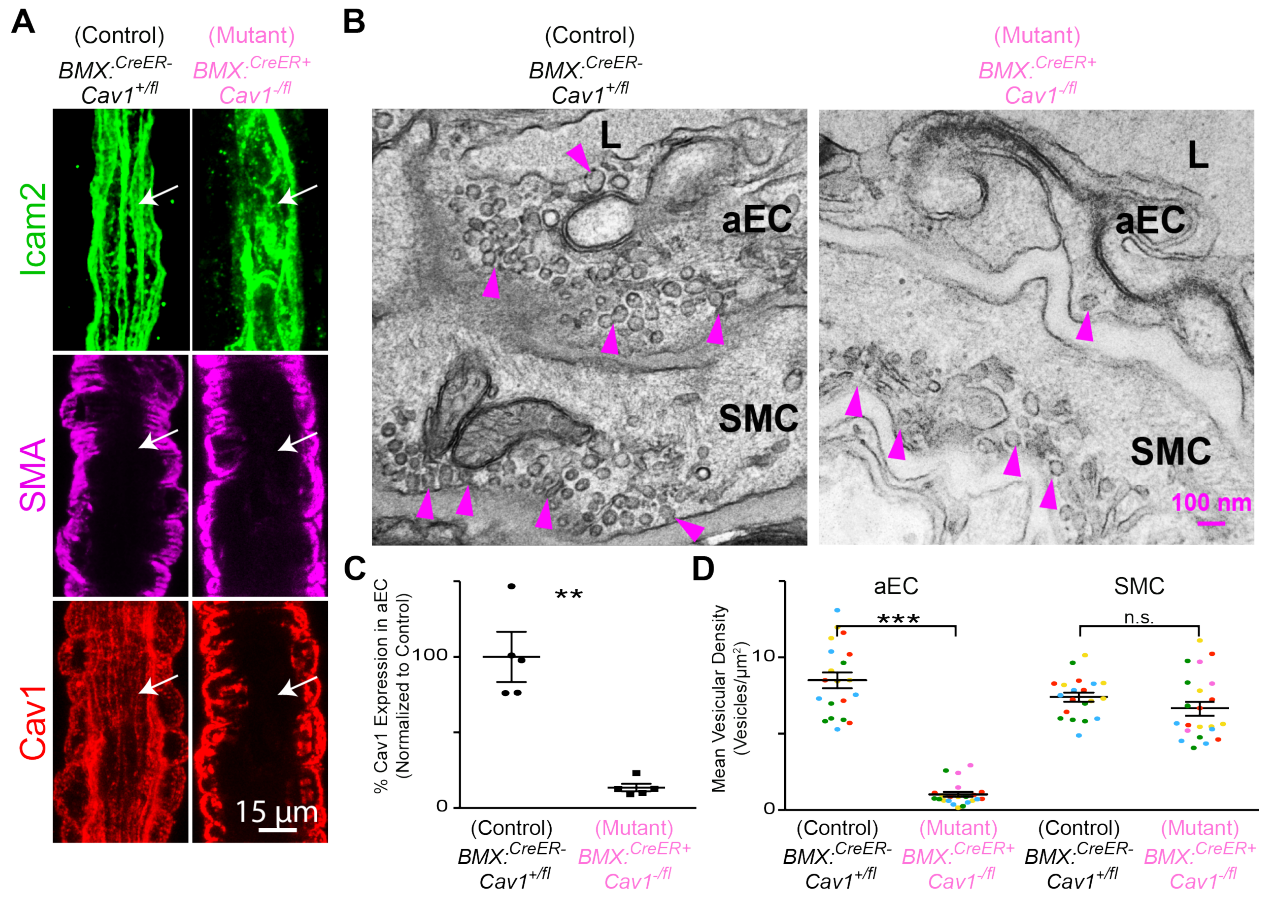 A
(Control)
BMX:CreER-
Cav1+/fl
(Mutant)
BMX:CreER+
Cav1-/fl
Icam2
SMA
Cav1
15 µm
B
(Control)
BMX:CreER-
Cav1+/fl
(Mutant)
BMX:CreER+
Cav1-/fl
L
aEC
SMC
L
aEC
SMC
100 nm
C
% Cav1 Expression in aEC
(Normalized to Control)
100
0
**
(Control)
BMX:CreER-
Cav1+/fl
(Mutant)
BMX:CreER+
Cav1-/fl
D
Mean Vesicular Density
(Vesicles/µm²)
10
0
aEC
***
SMC
n.s.
(Control)
BMX:CreER-
Cav1+/fl
(Mutant)
BMX:CreER+
Cav1-/fl
(Control)
BMX:CreER-
Cav1+/fl
(Mutant)
BMX:CreER+
Cav1-/fl